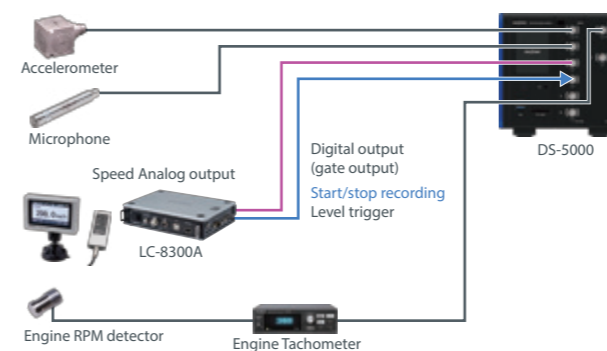 Accelerometer
Microphone
Speed Analog output
Digital output
(gate output)
Start/stop recording
Level trigger
DS-5000
LC-8300A
Engine RPM detector
Engine Tachometer